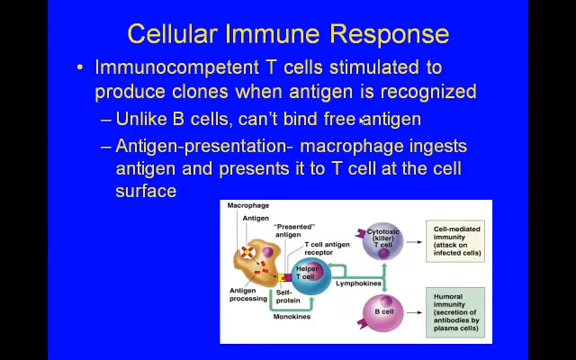 Cellular Immune Response
• Immunocompetent T cells stimulated to
produce clones when antigen is recognized
– Unlike B cells, can't bind free antigen
– Antigen-presentation- macrophage ingests
antigen and presents it to T cell at the cell
surface
Macrophage
Antigen
"Presented"
antigen
T cell antigen
receptor
Cytotoxic
(killer)
T cell
Cell-mediated
immunity
(attack on
infected cells)
Helper
T cell
Antigen
processing
Self-
protein
Monokines
Lymphokines
B cell
Humoral
immunity
(secretion of
antibodies by
plasma cells)